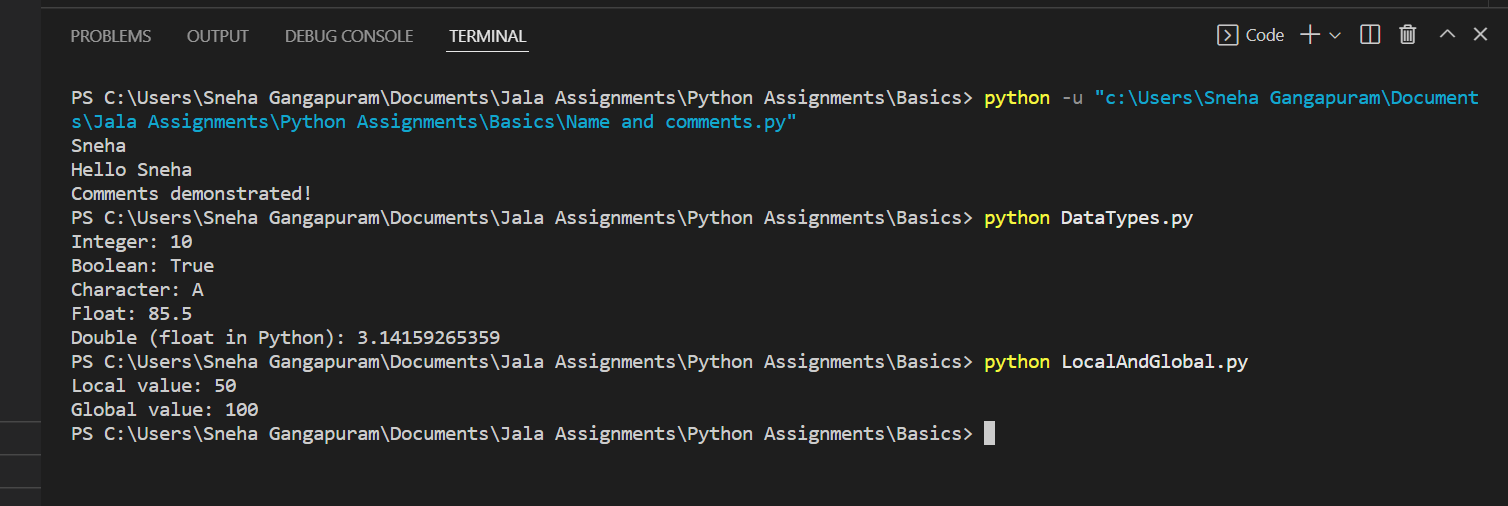 PROBLEMS OUTPUT DEBUG CONSOLE TERMINAL Code
PS C:\Users\Sneha Gangapuram\Documents\Jala Assignments\Python Assignments\Basics> python -u "c:\Users\Sneha Gangapuram\Document
s\Jala Assignments\Python Assignments\Basics\Name and comments.py"
Sneha
Hello Sneha
Comments demonstrated!
PS C:\Users\Sneha Gangapuram\Documents\Jala Assignments\Python Assignments\Basics> python DataTypes.py
Integer: 10
Boolean: True
Character: A
Float: 85.5
Double (float in Python): 3.14159265359
PS C:\Users\Sneha Gangapuram\Documents\Jala Assignments\Python Assignments\Basics> python LocalAndGlobal.py
Local value: 50
Global value: 100
PS C:\Users\Sneha Gangapuram\Documents\Jala Assignments\Python Assignments\Basics>